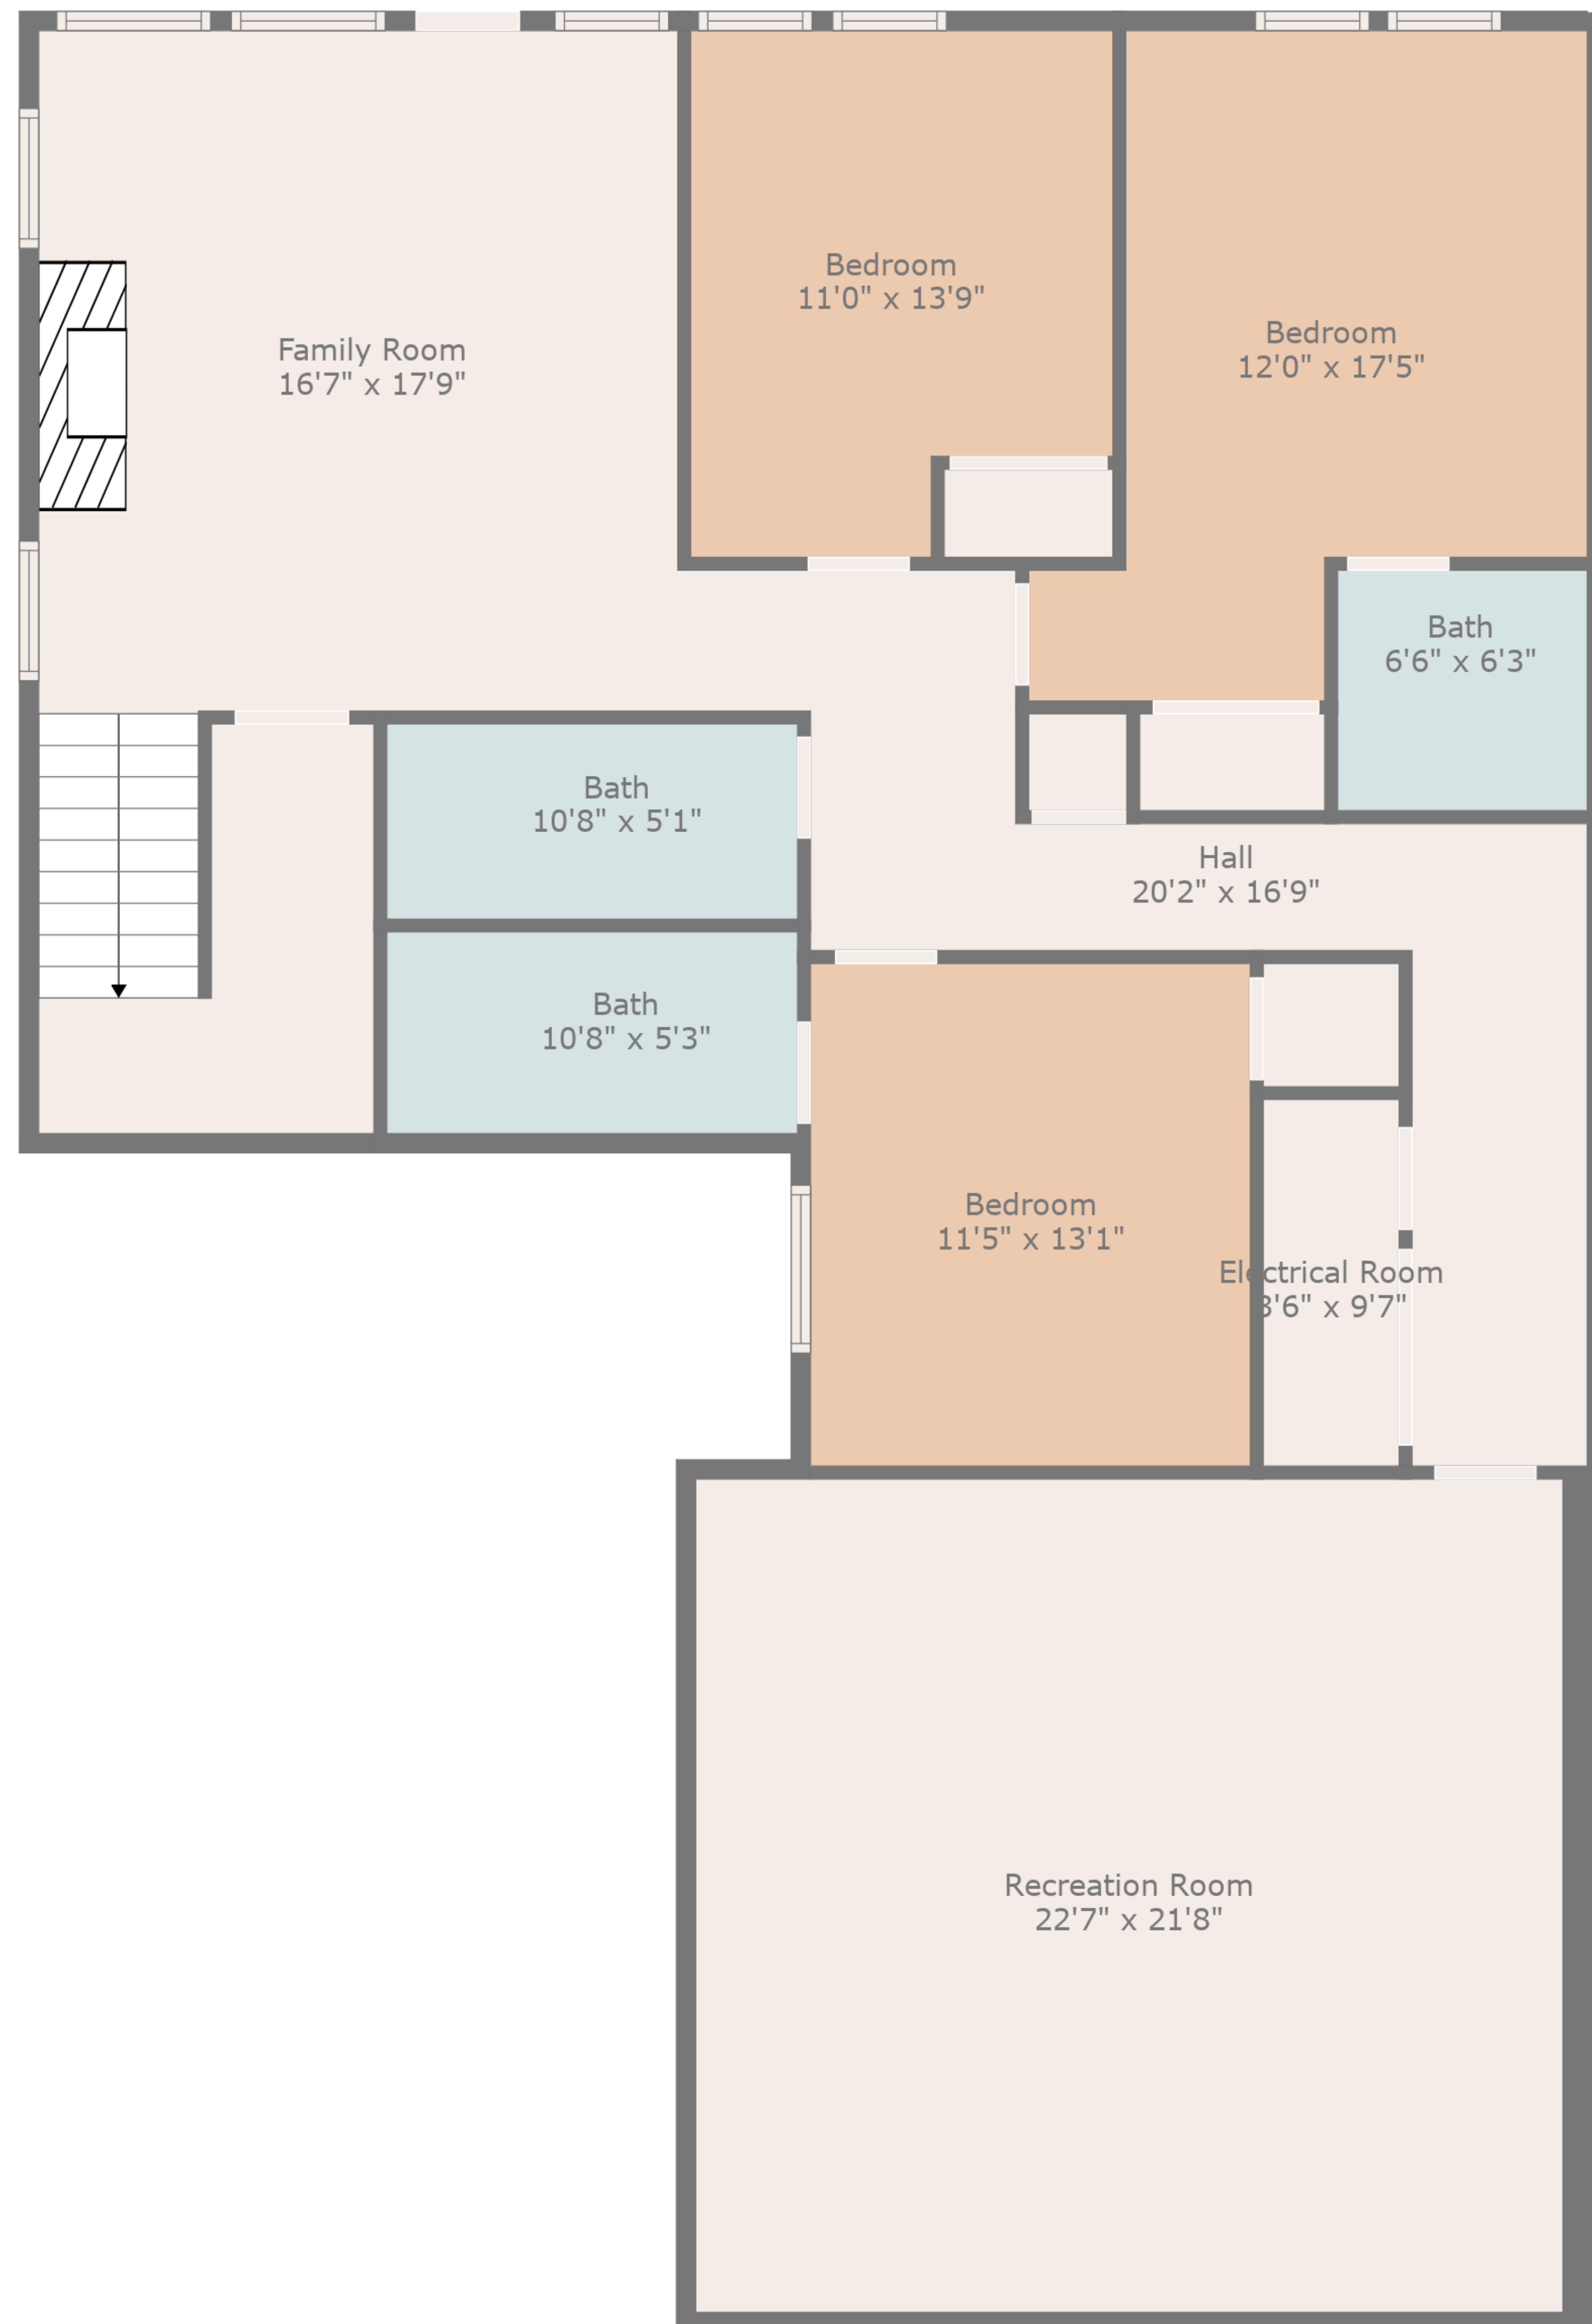 Bedroom
11'0" x 13'9"
Family Room
16'7" x 17'9"
Bedroom
12'0" x 17'5"
Bath
6'6" x 6'3"
Bath
10'8" x 5'1"
Hall
20'2" x 16'9"
Bath
10'8" x 5'3"
Bedroom
11'5" x 13'1"
Electrical Room
3'6" x 9'7"
Recreation Room
22'7" x 21'8"